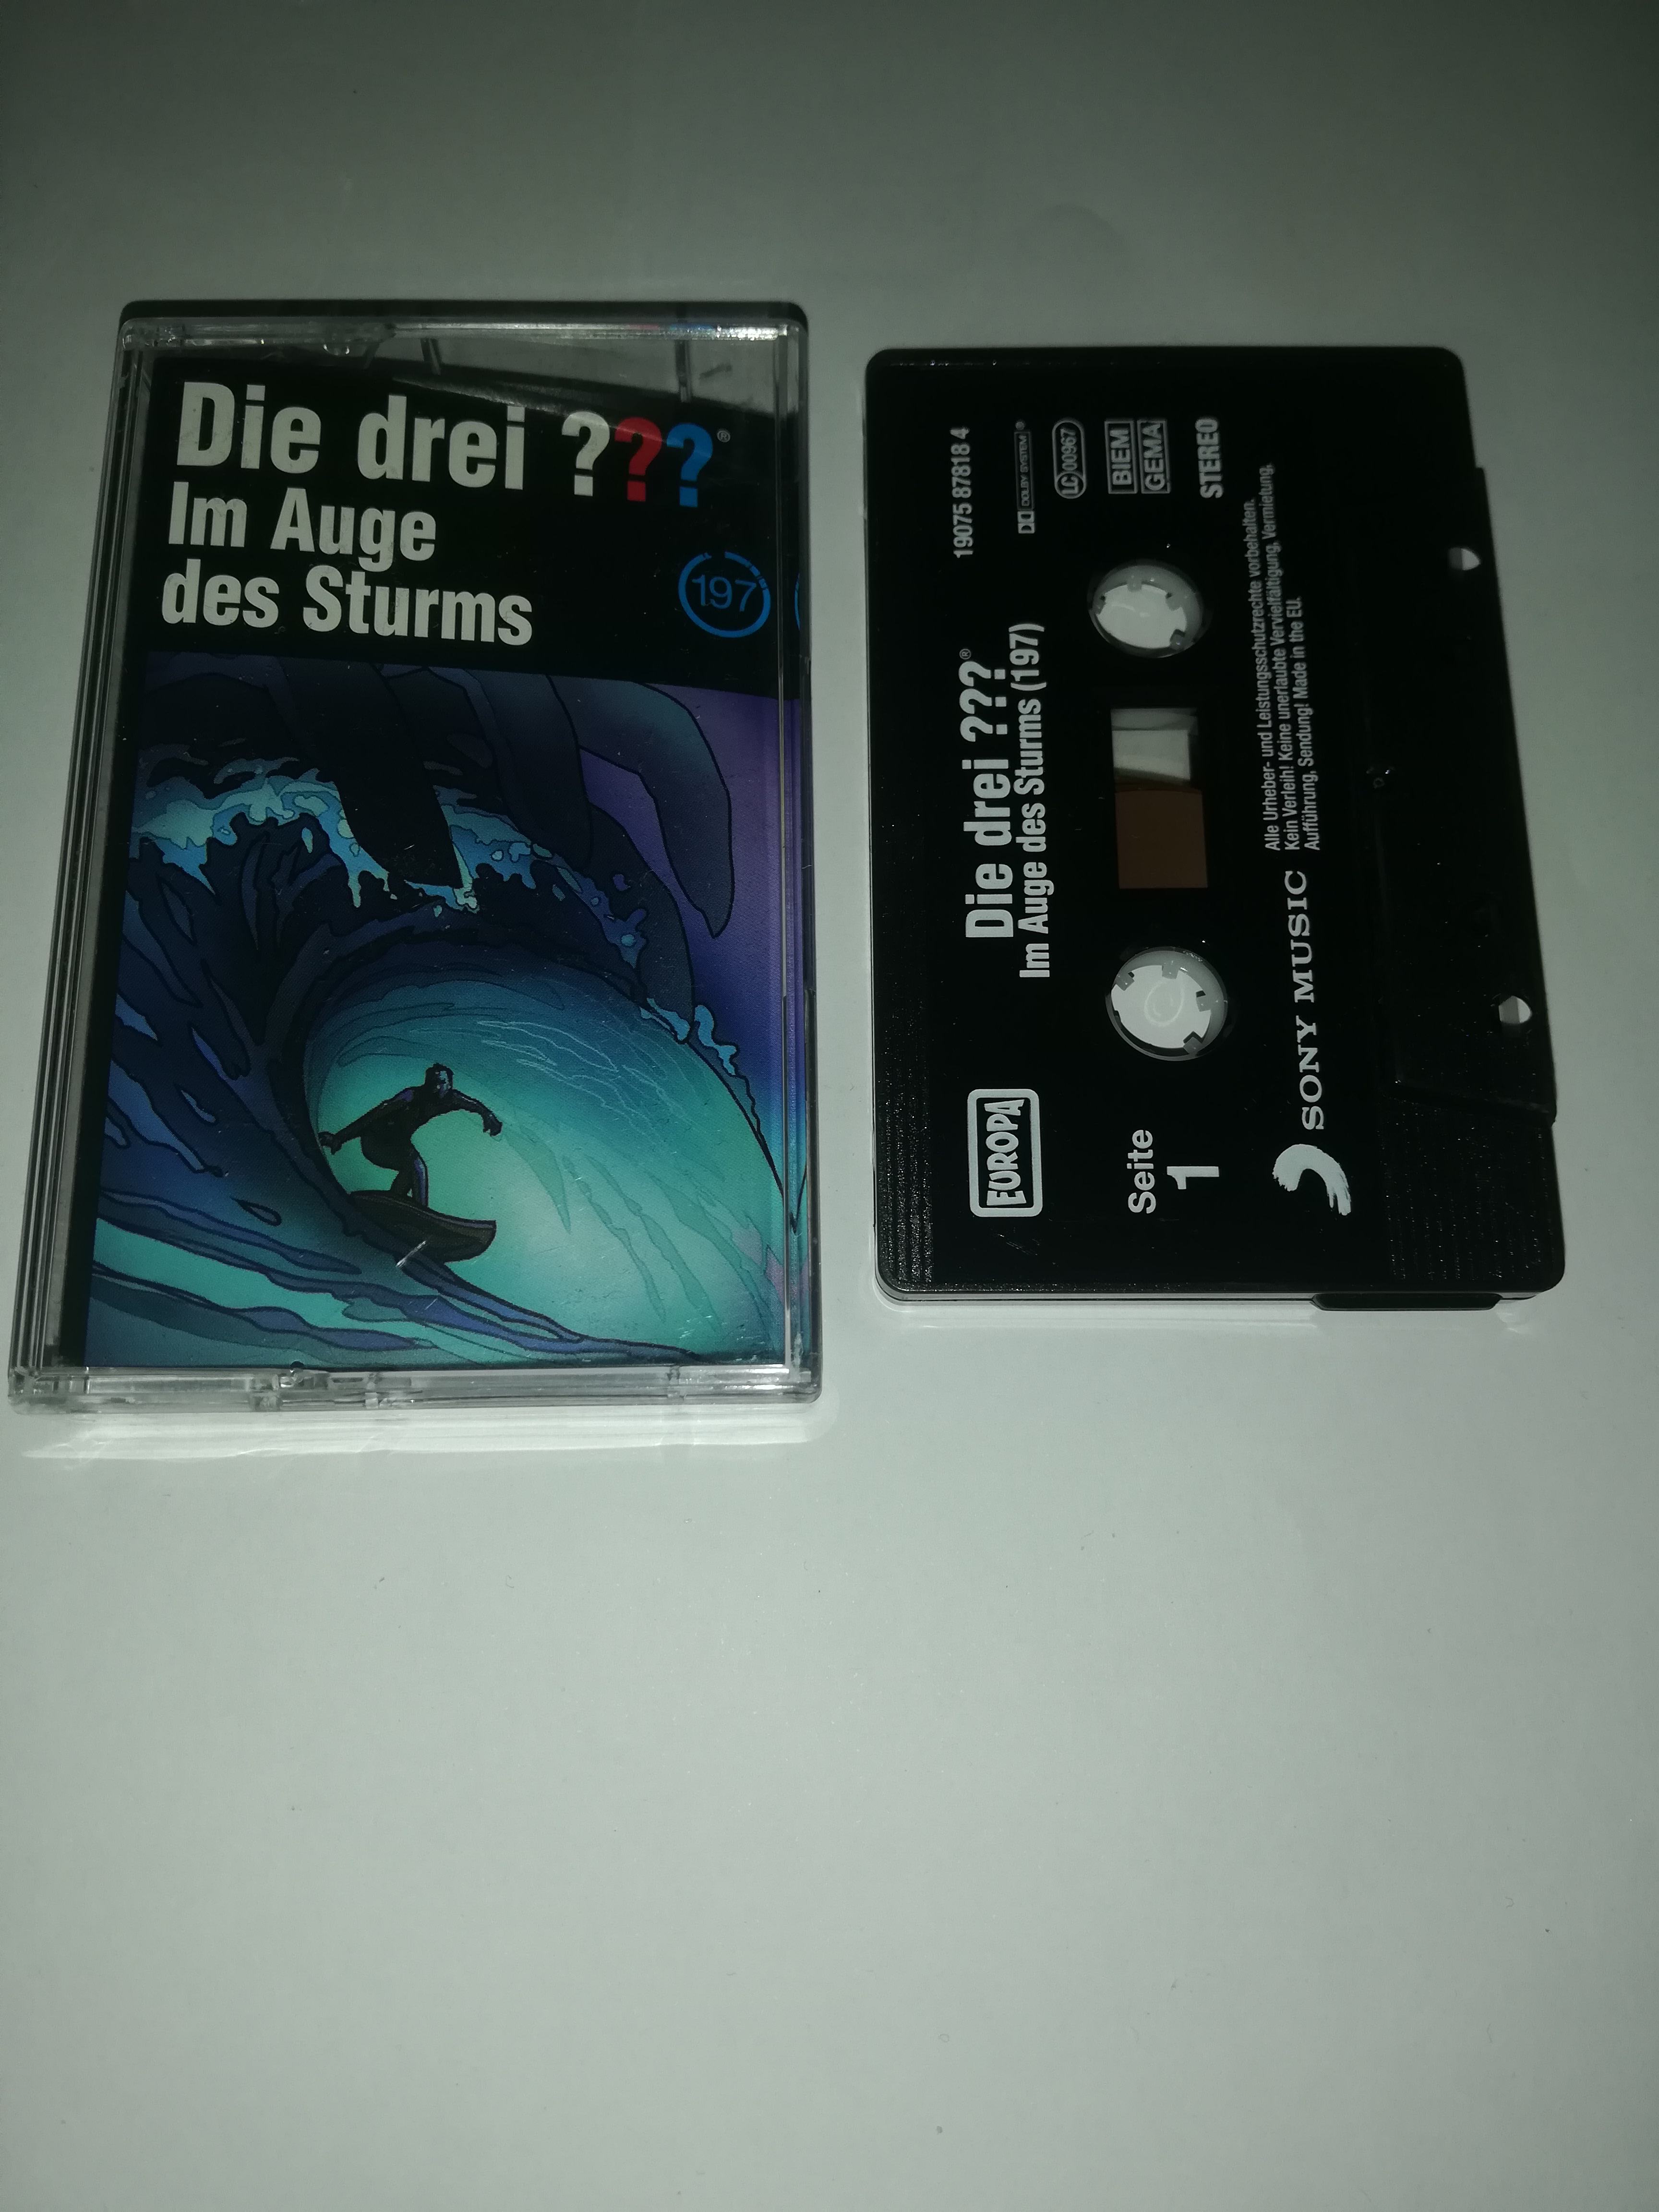 Die drei ???®
Im Auge
des Sturms
197
19075 87818 4
DOLBY SYSTEM®
LC 00967
BIEM
GEMA
STEREO
Die drei ???®
Im Auge des Sturms (197)
EUROPA
Seite
1
SONY MUSIC
Alle Urheber- und Leistungsschutzrechte vorbehalten.
Kein Verleih! Keine unerlaubte Vervielfältigung, Vermietung,
Aufführung, Sendung! Made in the EU.